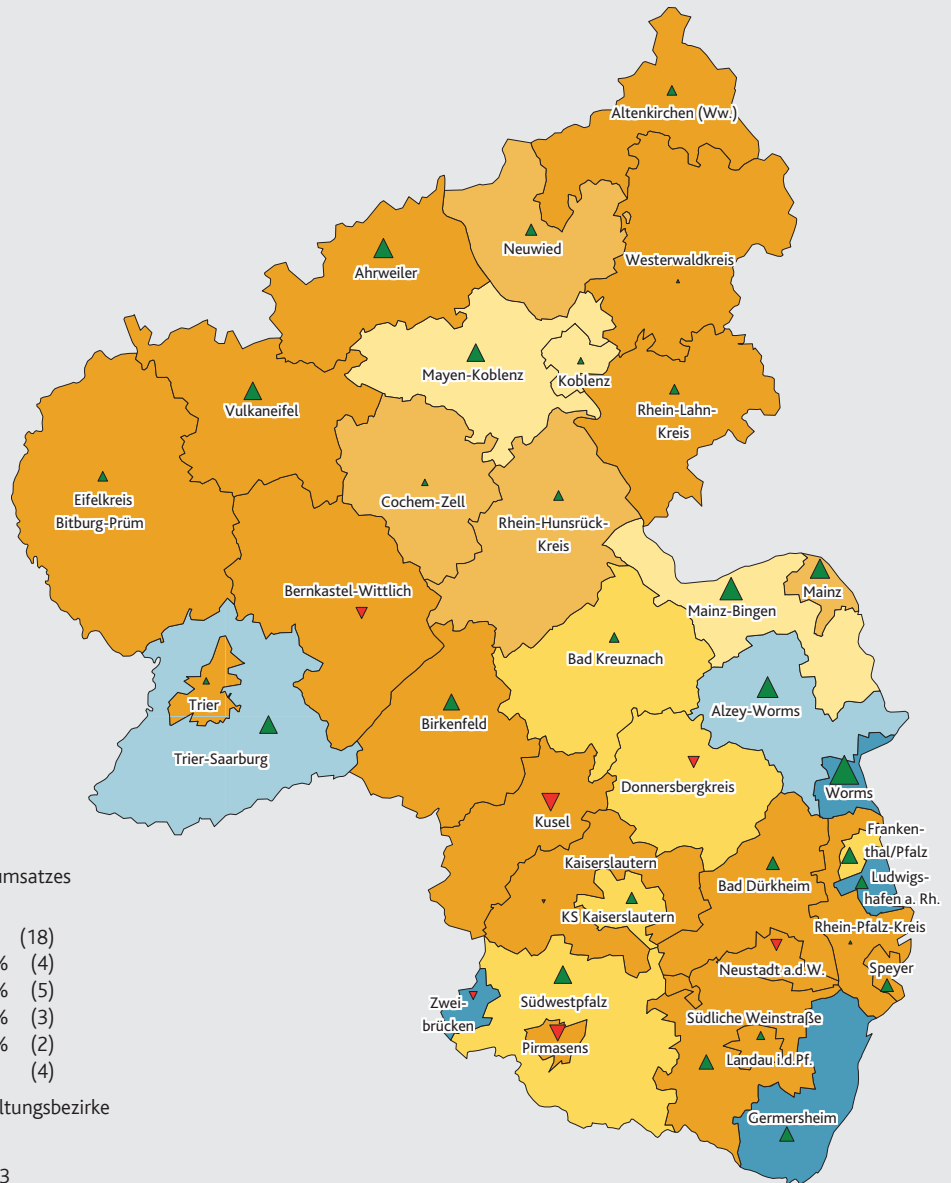 Altenkirchen (Ww.)
Neuwied
Westerwaldkreis
Ahrweiler
Mayen-Koblenz
Koblenz
Vulkaneifel
Rhein-Lahn-
Kreis
Eifelkreis
Bitburg-Prüm
Cochem-Zell
Rhein-Hunsrück-
Kreis
Bernkastel-Wittlich
Mainz
Mainz-Bingen
Bad Kreuznach
Trier
Alzey-Worms
Birkenfeld
Trier-Saarburg
Donnersbergkreis
Worms
Kusel
Franken-
thal/Pfalz
Kaiserslautern
Bad Dürkheim
Ludwigs-
hafen a. Rh.
KS Kaiserslautern
Rhein-Pfalz-Kreis
Neustadt a.d.W.
Speyer
Zwei-
brücken
Südwestpfalz
Südliche Weinstraße
Pirmasens
Landau i.d.Pf.
Germersheim
umsatzes
(18)
% (4)
% (5)
% (3)
% (2)
(4)
ltungsbezirke
3